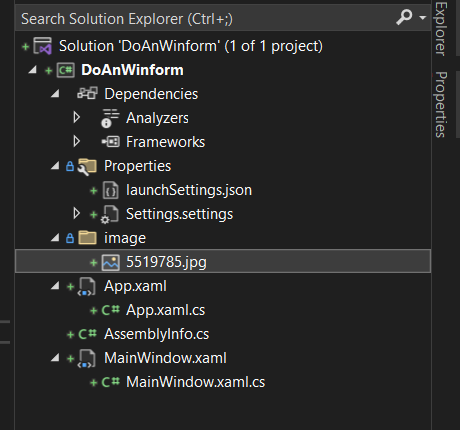 Search Solution Explorer (Ctrl+;)
Solution 'DoAnWinform' (1 of 1 project)
DoAnWinform
Dependencies
Analyzers
Frameworks
Properties
launchSettings.json
Settings.settings
image
5519785.jpg
App.xaml
C# App.xaml.cs
C# AssemblyInfo.cs
MainWindow.xaml
C# MainWindow.xaml.cs
Explorer
Properties